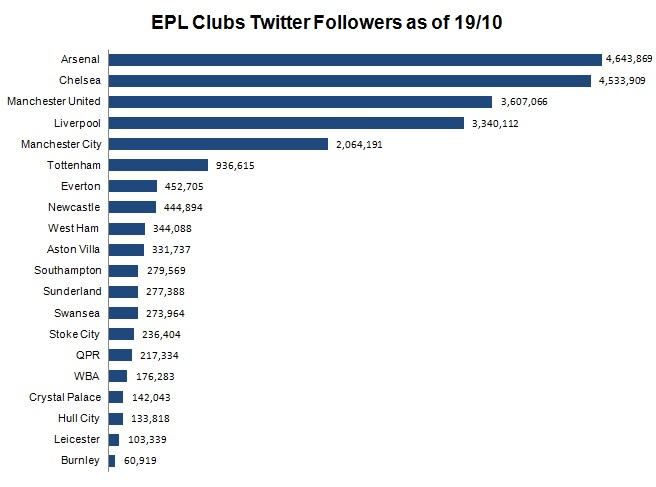 EPL Clubs Twitter Followers as of 19/10
Arsenal 4,643,869
Chelsea 4,533,909
Manchester United 3,607,066
Liverpool 3,340,112
Manchester City 2,064,191
Tottenham 936,615
Everton 452,705
Newcastle 444,894
West Ham 344,088
Aston Villa 331,737
Southampton 279,569
Sunderland 277,388
Swansea 273,964
Stoke City 236,404
QPR 217,334
WBA 176,283
Crystal Palace 142,043
Hull City 133,818
Leicester 103,339
Burnley 60,919